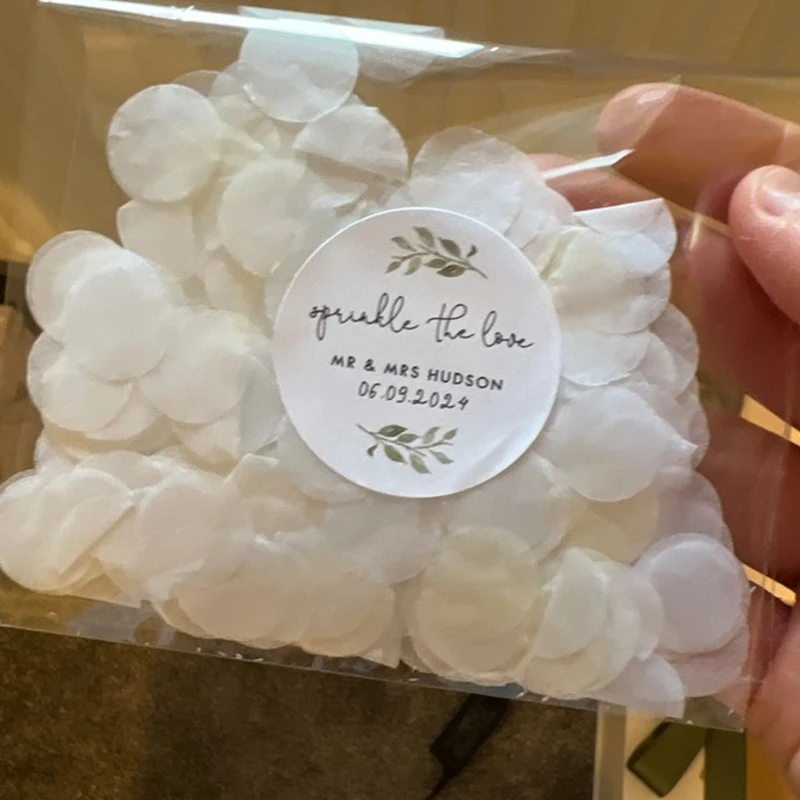 sprinkle the love
MR & MRS HUDSON
06.09.2024